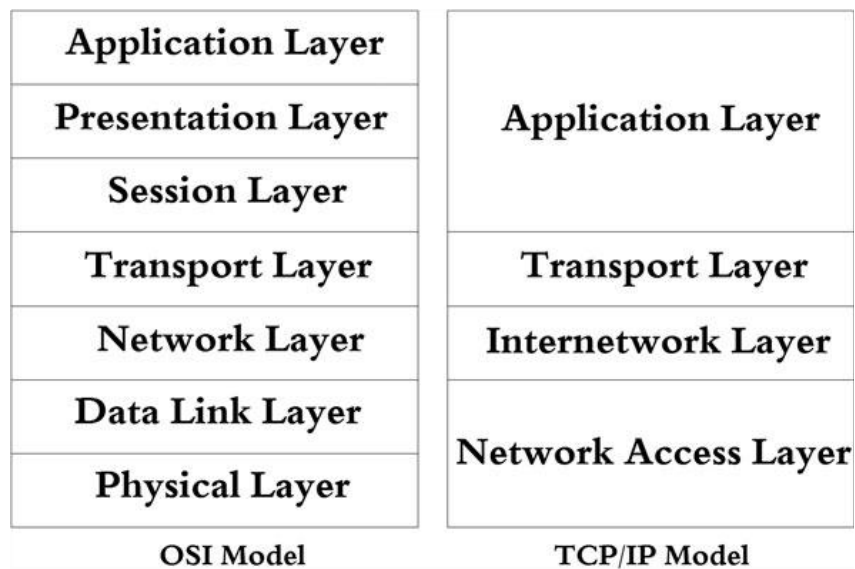 Application Layer
Presentation Layer
Session Layer
Transport Layer
Network Layer
Data Link Layer
Physical Layer
OSI Model
Application Layer
Transport Layer
Internetwork Layer
Network Access Layer
TCP/IP Model